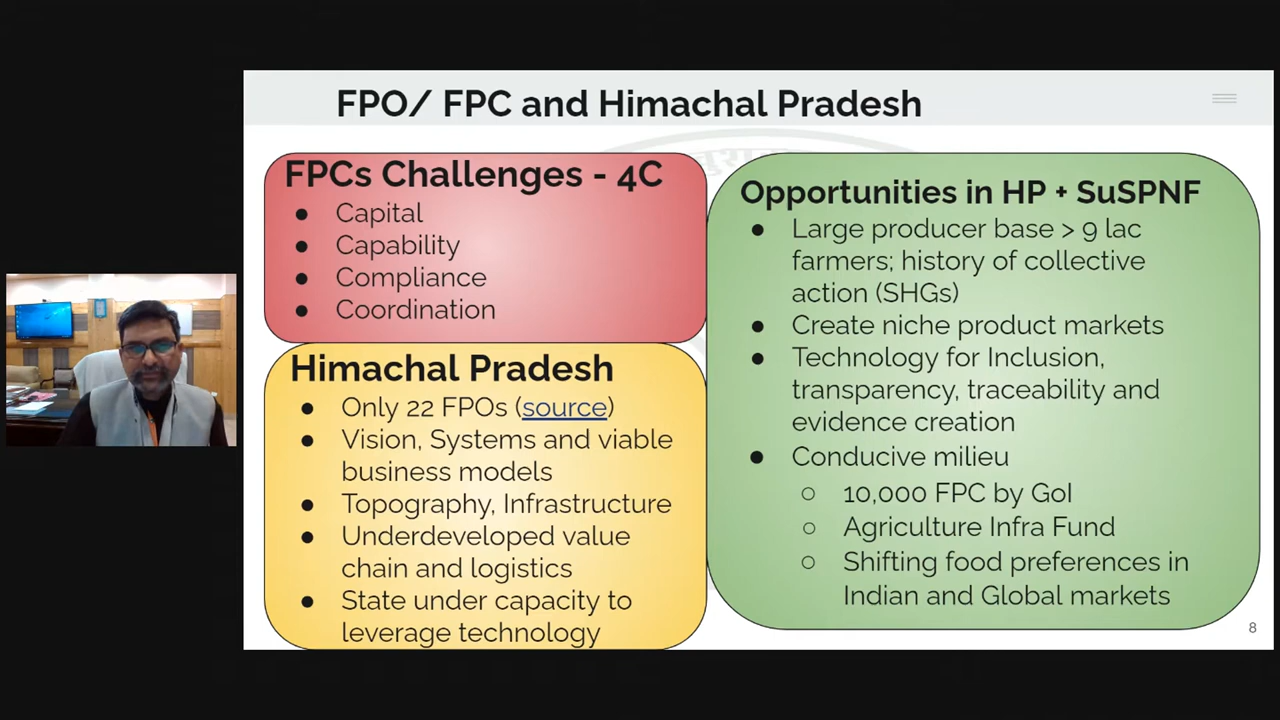 FPO/ FPC and Himachal Pradesh
FPCs Challenges - 4C
● Capital
● Capability
● Compliance
● Coordination
Himachal Pradesh
● Only 22 FPOs (source)
● Vision, Systems and viable
business models
● Topography, Infrastructure
● Underdeveloped value
chain and logistics
● State under capacity to
leverage technology
Opportunities in HP + SuSPNF
● Large producer base > 9 lac
farmers; history of collective
action (SHGs)
● Create niche product markets
● Technology for Inclusion,
transparency, traceability and
evidence creation
● Conducive milieu
○ 10,000 FPC by GoI
○ Agriculture Infra Fund
○ Shifting food preferences in
Indian and Global markets
8